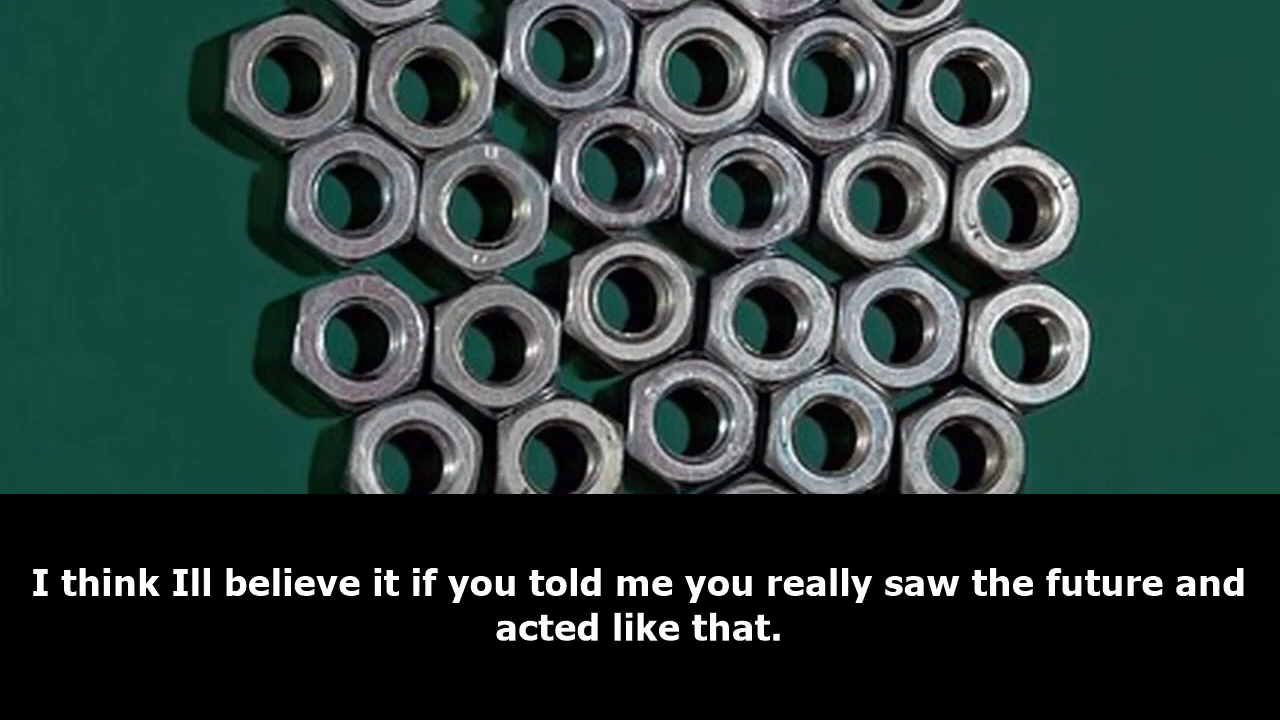 I think Ill believe it if you told me you really saw the future and
acted like that.